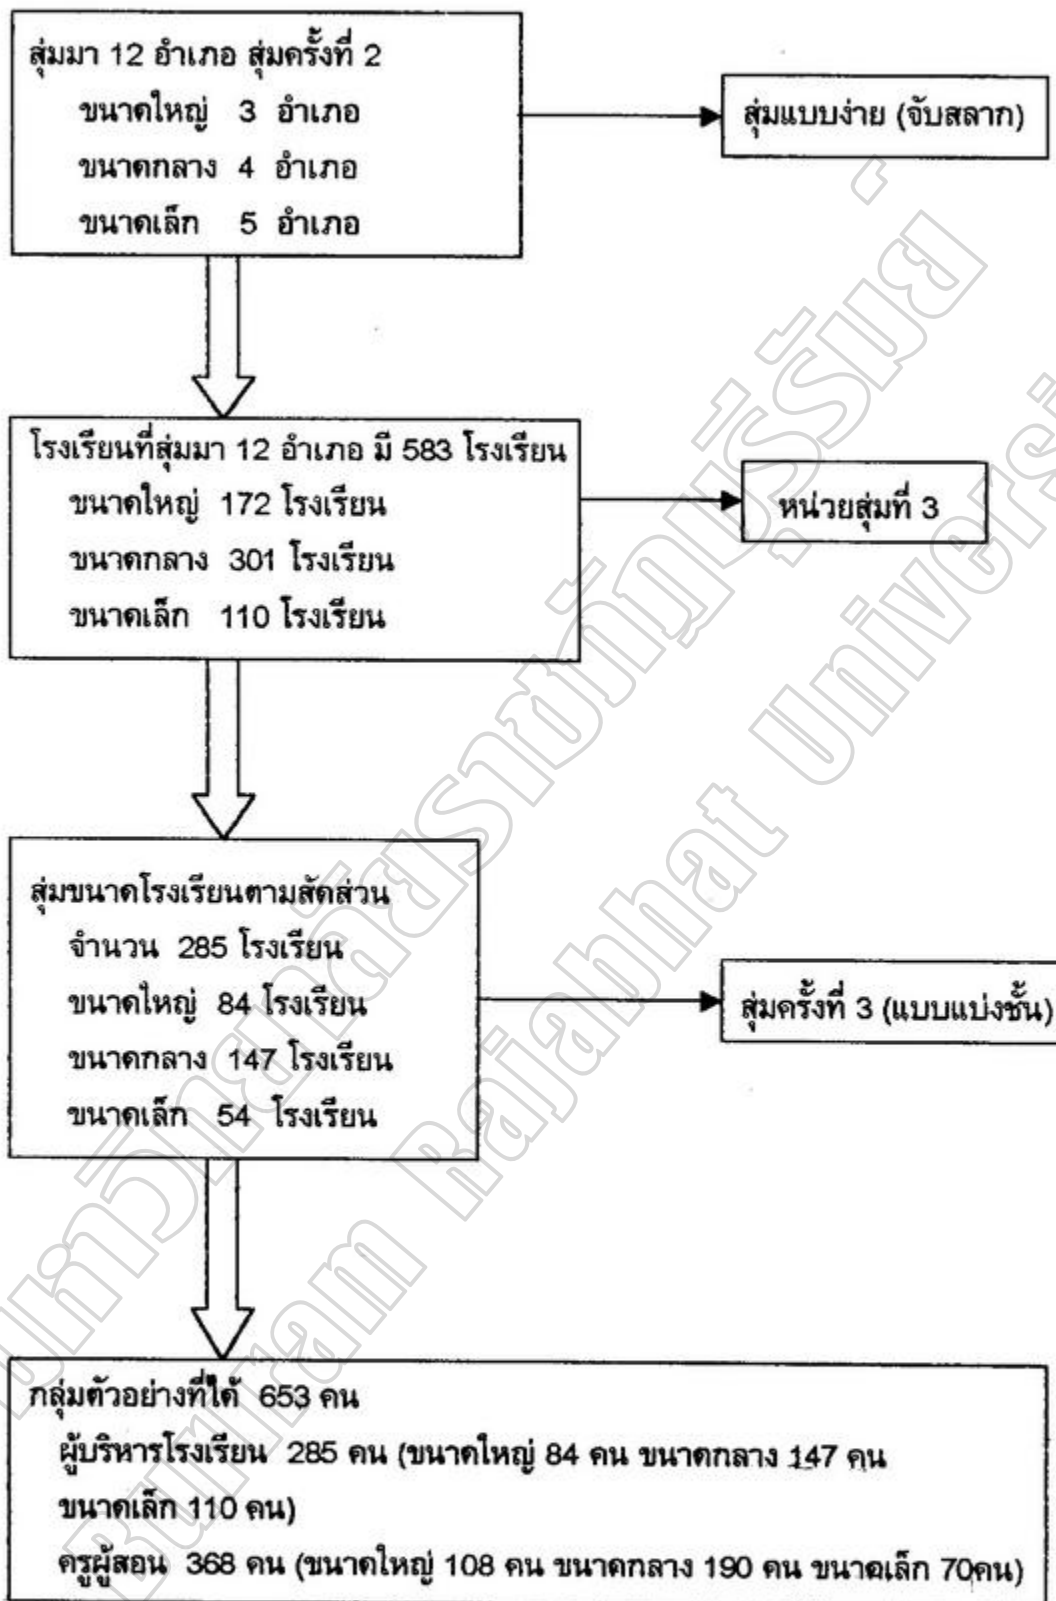 สุ่มมา 12 อำเภอ สุ่มครั้งที่ 2
ขนาดใหญ่ 3 อำเภอ
ขนาดกลาง 4 อำเภอ
ขนาดเล็ก 5 อำเภอ
สุ่มแบบง่าย (จับสลาก)
โรงเรียนที่สุ่มมา 12 อำเภอ มี 583 โรงเรียน
ขนาดใหญ่ 172 โรงเรียน
ขนาดกลาง 301 โรงเรียน
ขนาดเล็ก 110 โรงเรียน
หน่วยสุ่มที่ 3
สุ่มขนาดโรงเรียนตามสัดส่วน
จำนวน 285 โรงเรียน
ขนาดใหญ่ 84 โรงเรียน
ขนาดกลาง 147 โรงเรียน
ขนาดเล็ก 54 โรงเรียน
สุ่มครั้งที่ 3 (แบบแบ่งชั้น)
กลุ่มตัวอย่างที่ได้ 653 คน
ผู้บริหารโรงเรียน 285 คน (ขนาดใหญ่ 84 คน ขนาดกลาง 147 คน
ขนาดเล็ก 110 คน)
ครูผู้สอน 368 คน (ขนาดใหญ่ 108 คน ขนาดกลาง 190 คน ขนาดเล็ก 70คน)
Buriram Rajabhat